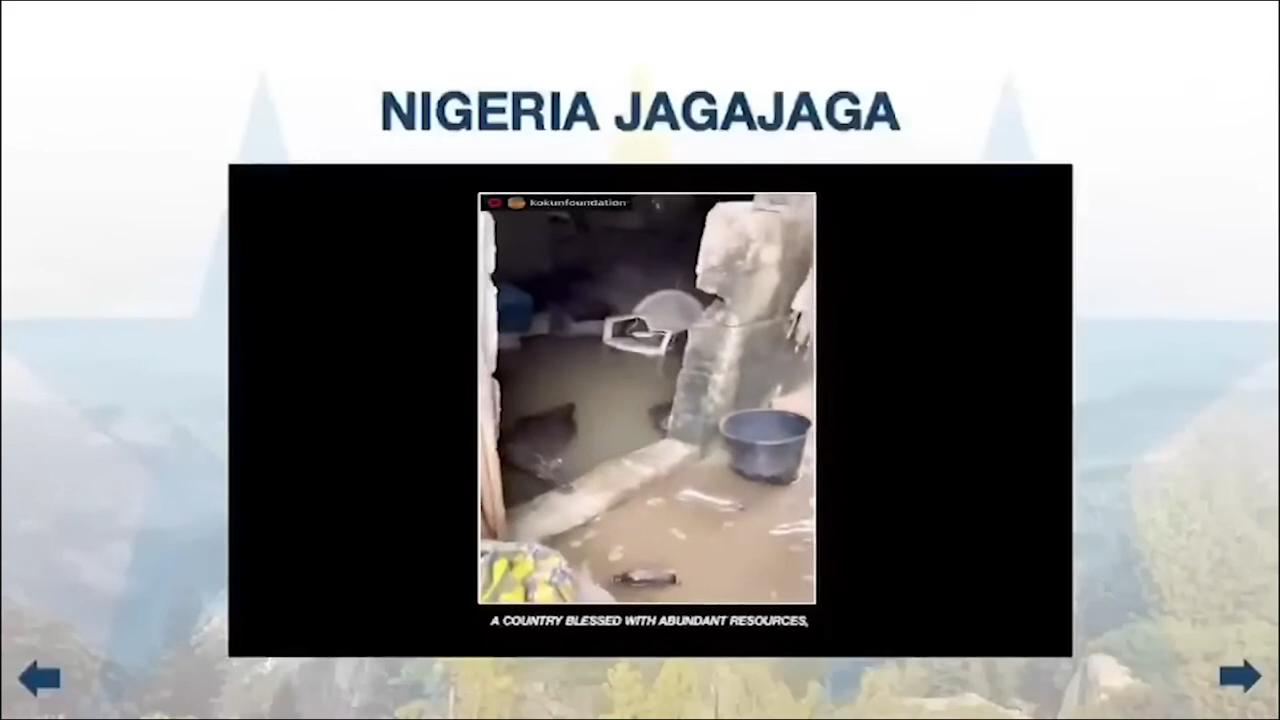 NIGERIA JAGAJAGA
kokunfoundation
A COUNTRY BLESSED WITH ABUNDANT RESOURCES,